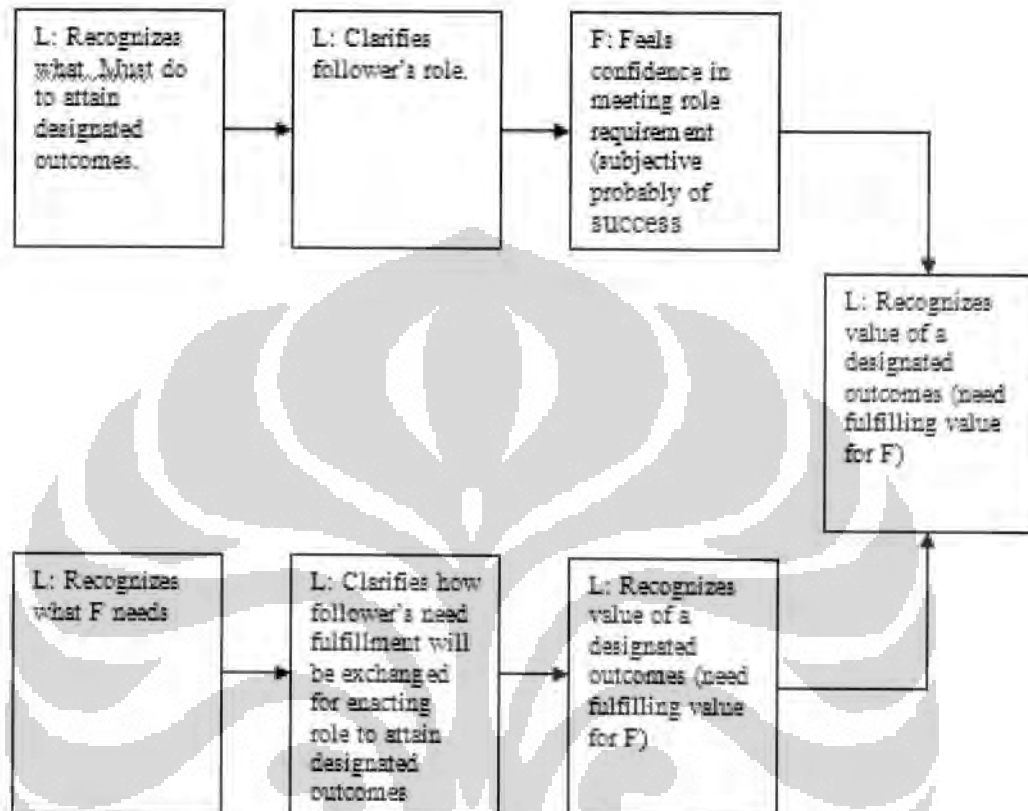 L: Recognizes
what. Must do
to attain
designated
outcomes.
L: Clarifies
follower's role.
F: Feels
confidence in
meeting role
requirement
(subjective
probably of
success
L: Recognizes
value of a
designated
outcomes (need
fulfilling value
for F)
L: Recognizes
what F needs
L: Clarifies how
follower's need
fulfillment will
be exchanged
for enacting
role to attain
designated
outcomes
L: Recognizes
value of a
designated
outcomes (need
fulfilling value
for F)